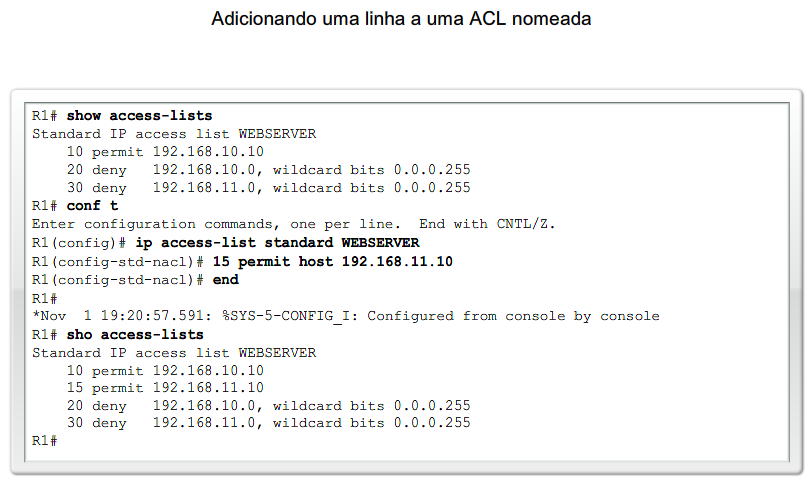 Adicionando uma linha a uma ACL nomeada
R1# show access-lists
Standard IP access list WEBSERVER
    10 permit 192.168.10.10
    20 deny   192.168.10.0, wildcard bits 0.0.0.255
    30 deny   192.168.11.0, wildcard bits 0.0.0.255
R1# conf t
Enter configuration commands, one per line.  End with CNTL/Z.
R1(config)# ip access-list standard WEBSERVER
R1(config-std-nacl)# 15 permit host 192.168.11.10
R1(config-std-nacl)# end
R1#
*Nov  1 19:20:57.591: %SYS-5-CONFIG_I: Configured from console by console
R1# sho access-lists
Standard IP access list WEBSERVER
    10 permit 192.168.10.10
    15 permit 192.168.11.10
    20 deny   192.168.10.0, wildcard bits 0.0.0.255
    30 deny   192.168.11.0, wildcard bits 0.0.0.255
R1#